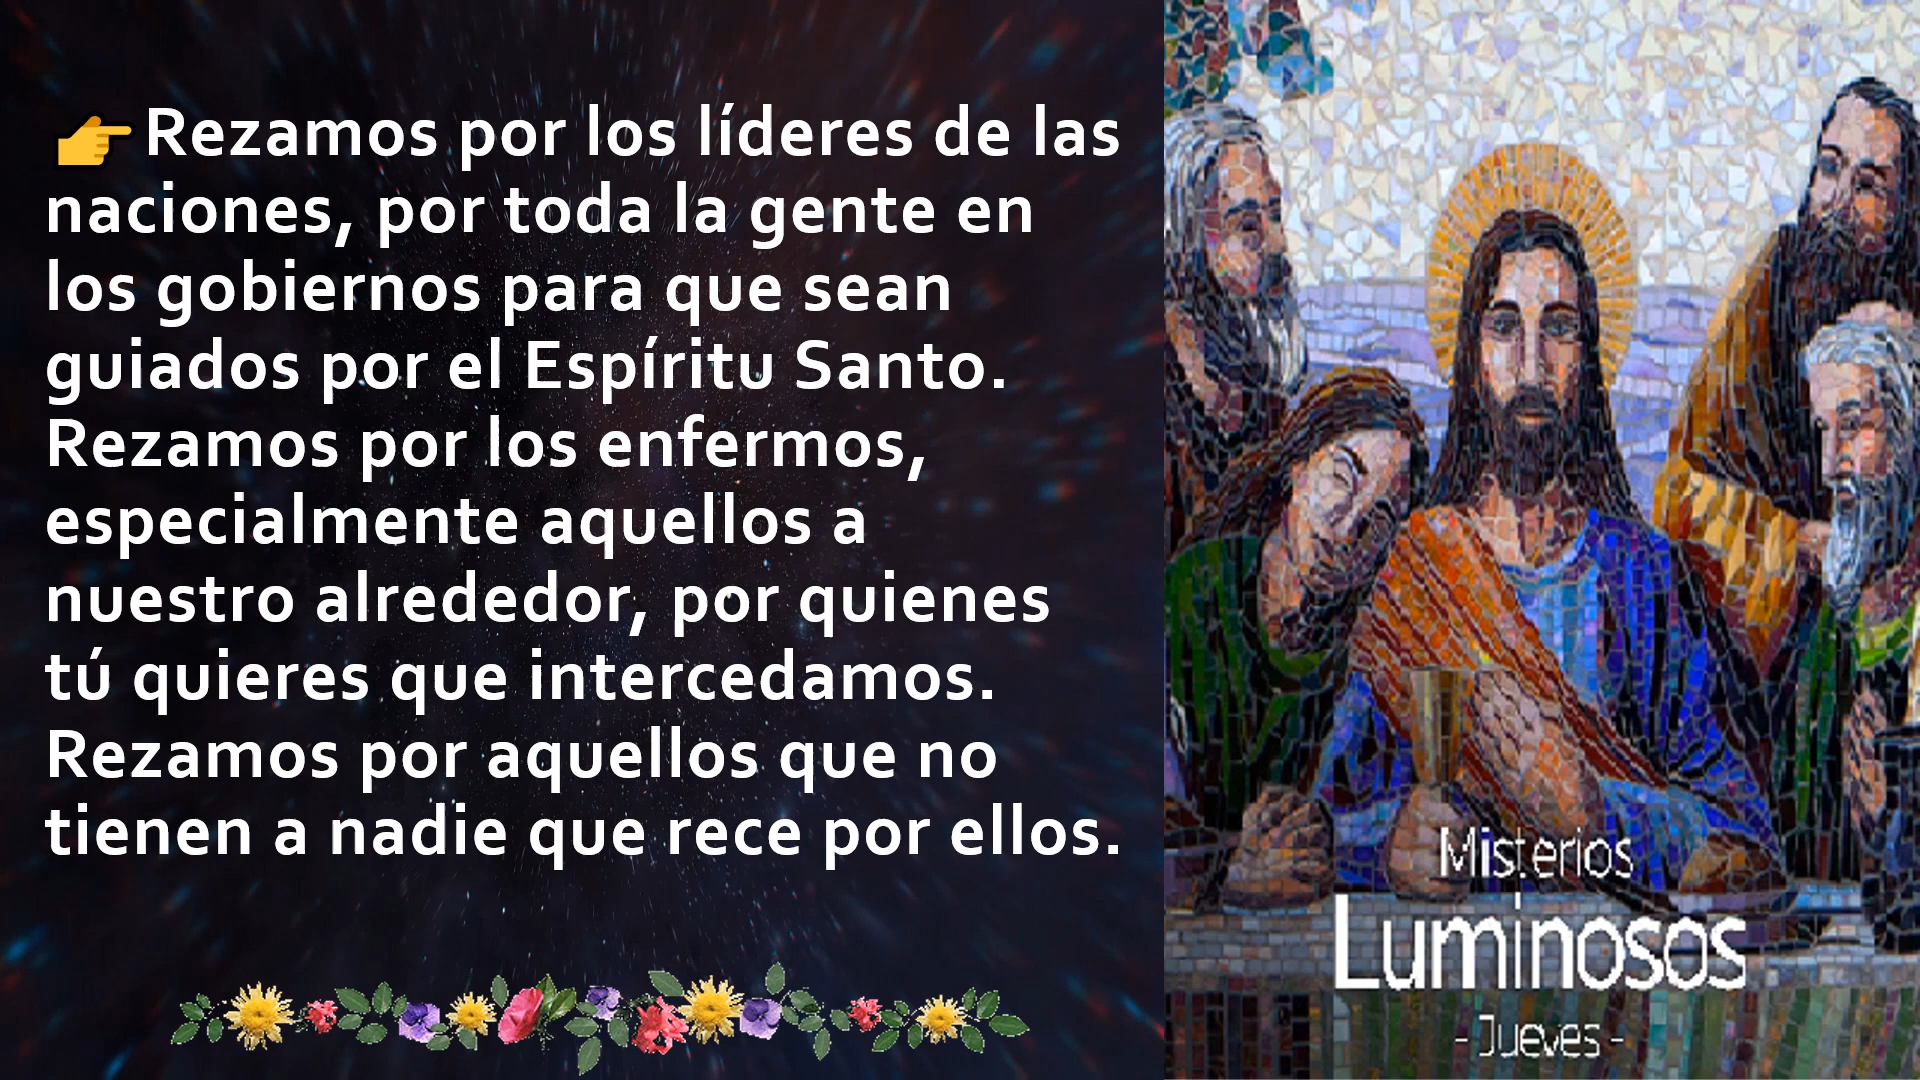 👉Rezamos por los líderes de las
naciones, por toda la gente en
los gobiernos para que sean
guiados por el Espíritu Santo.
Rezamos por los enfermos,
especialmente aquellos a
nuestro alrededor, por quienes
tú quieres que intercedamos.
Rezamos por aquellos que no
tienen a nadie que rece por ellos.
Misterios
Luminosos
- Jueves -